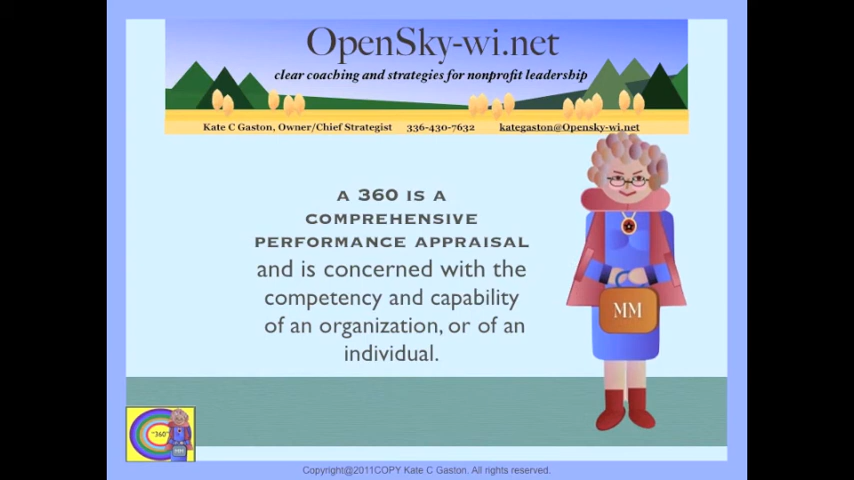 OpenSky-wi.net
clear coaching and strategies for nonprofit leadership
Kate C Gaston, Owner/Chief Strategist 336-430-7632 kategaston@Opensky-wi.net
A 360 IS A
COMPREHENSIVE
PERFORMANCE APPRAISAL
and is concerned with the
competency and capability
of an organization, or of an
individual.
MM
"360"
Copyright@2011COPY Kate C Gaston. All rights reserved.